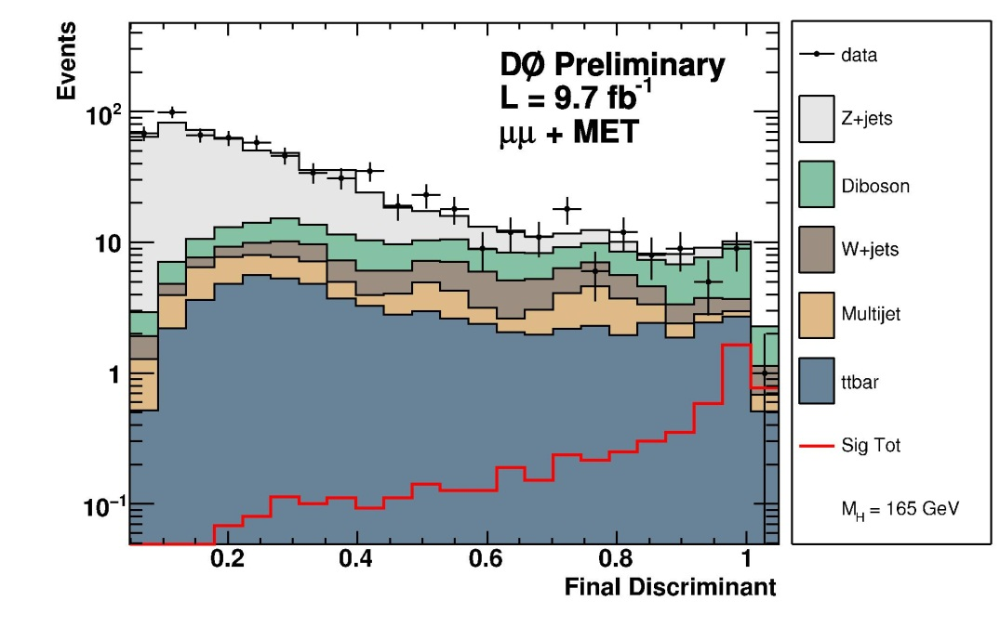 Events
DØ Preliminary
L = 9.7 fb⁻¹
μμ + MET
10²
10
1
10⁻¹
0.2 0.4 0.6 0.8 1
Final Discriminant
data
Z+jets
Diboson
W+jets
Multijet
ttbar
Sig Tot
M_H = 165 GeV